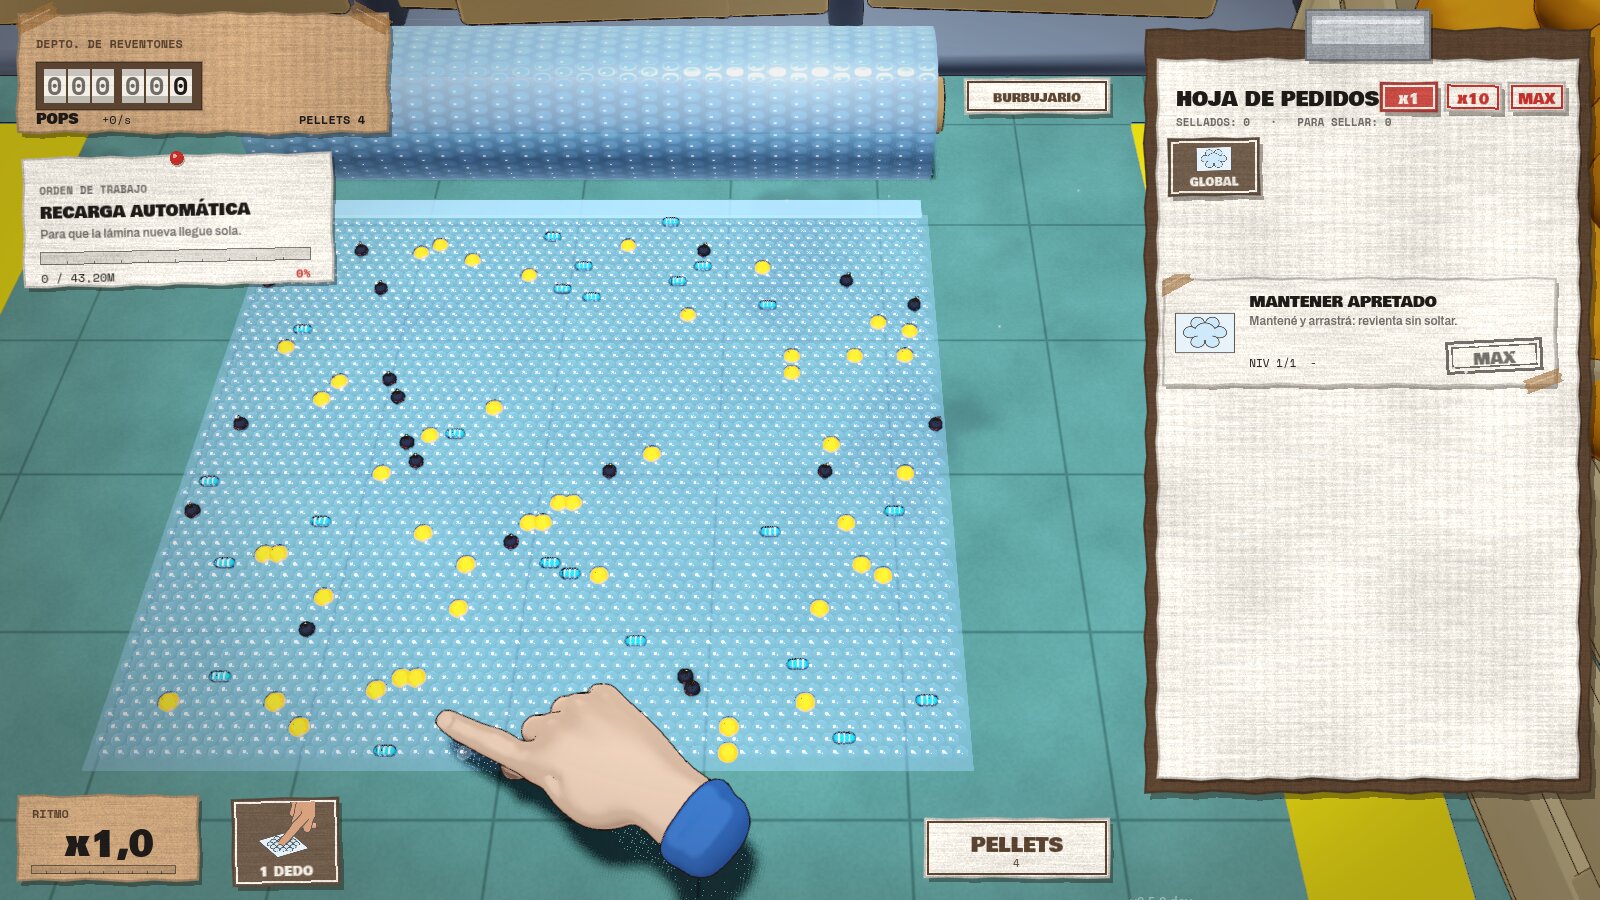 DEPTO. DE REVENTONES
000 000
POPS +0/s PELLETS 4
ORDEN DE TRABAJO
RECARGA AUTOMÁTICA
Para que la lámina nueva llegue sola.
0 / 43.20M 0%
BURBUJARIO
HOJA DE PEDIDOS x1 x10 MAX
SELLADOS: 0 · PARA SELLAR: 0
GLOBAL
MANTENER APRETADO
Mantené y arrastrá: revienta sin soltar.
NIV 1/1 - MAX
RITMO
x1,0
1 DEDO
PELLETS
4